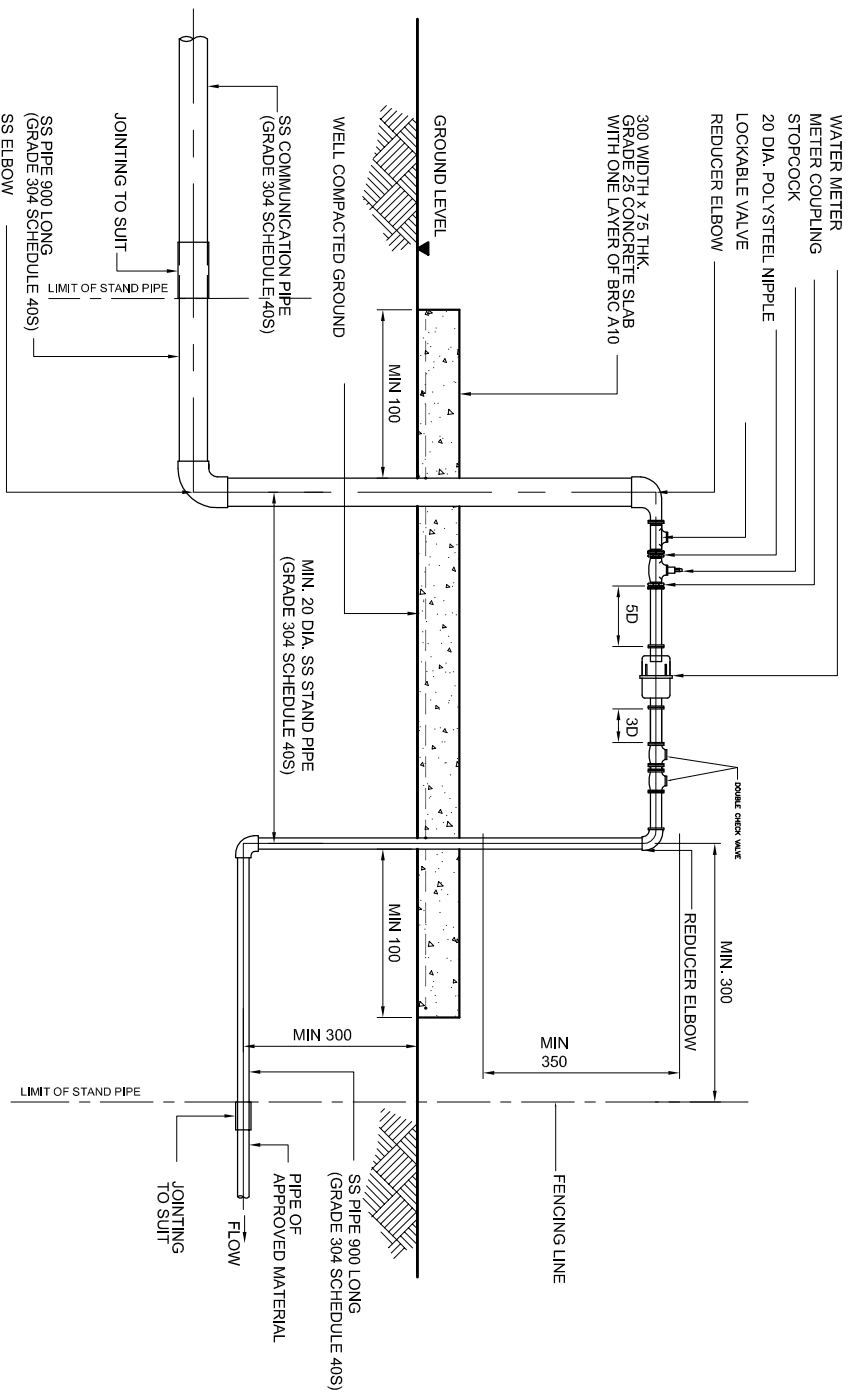 WATER METER
METER COUPLING
STOPCOCK
20 DIA. POLYSTEEL NIPPLE
LOCKABLE VALVE
REDUCER ELBOW
300 WIDTH x 75 THK.
GRADE 25 CONCRETE SLAB
WITH ONE LAYER OF BRC A10
GROUND LEVEL
WELL COMPACTED GROUND
SS COMMUNICATION PIPE
(GRADE 304 SCHEDULE 40S)
JOINTING TO SUIT
LIMIT OF STAND PIPE
SS PIPE 900 LONG
(GRADE 304 SCHEDULE 40S)
SS ELBOW
MIN 100
5D
3D
DOUBLE CHECK VALVE
MIN. 20 DIA. SS STAND PIPE
(GRADE 304 SCHEDULE 40S)
MIN. 300
REDUCER ELBOW
MIN
350
MIN 100
MIN 300
LIMIT OF STAND PIPE
FENCING LINE
SS PIPE 900 LONG
(GRADE 304 SCHEDULE 40S)
PIPE OF
APPROVED MATERIAL
FLOW
JOINTING
TO SUIT